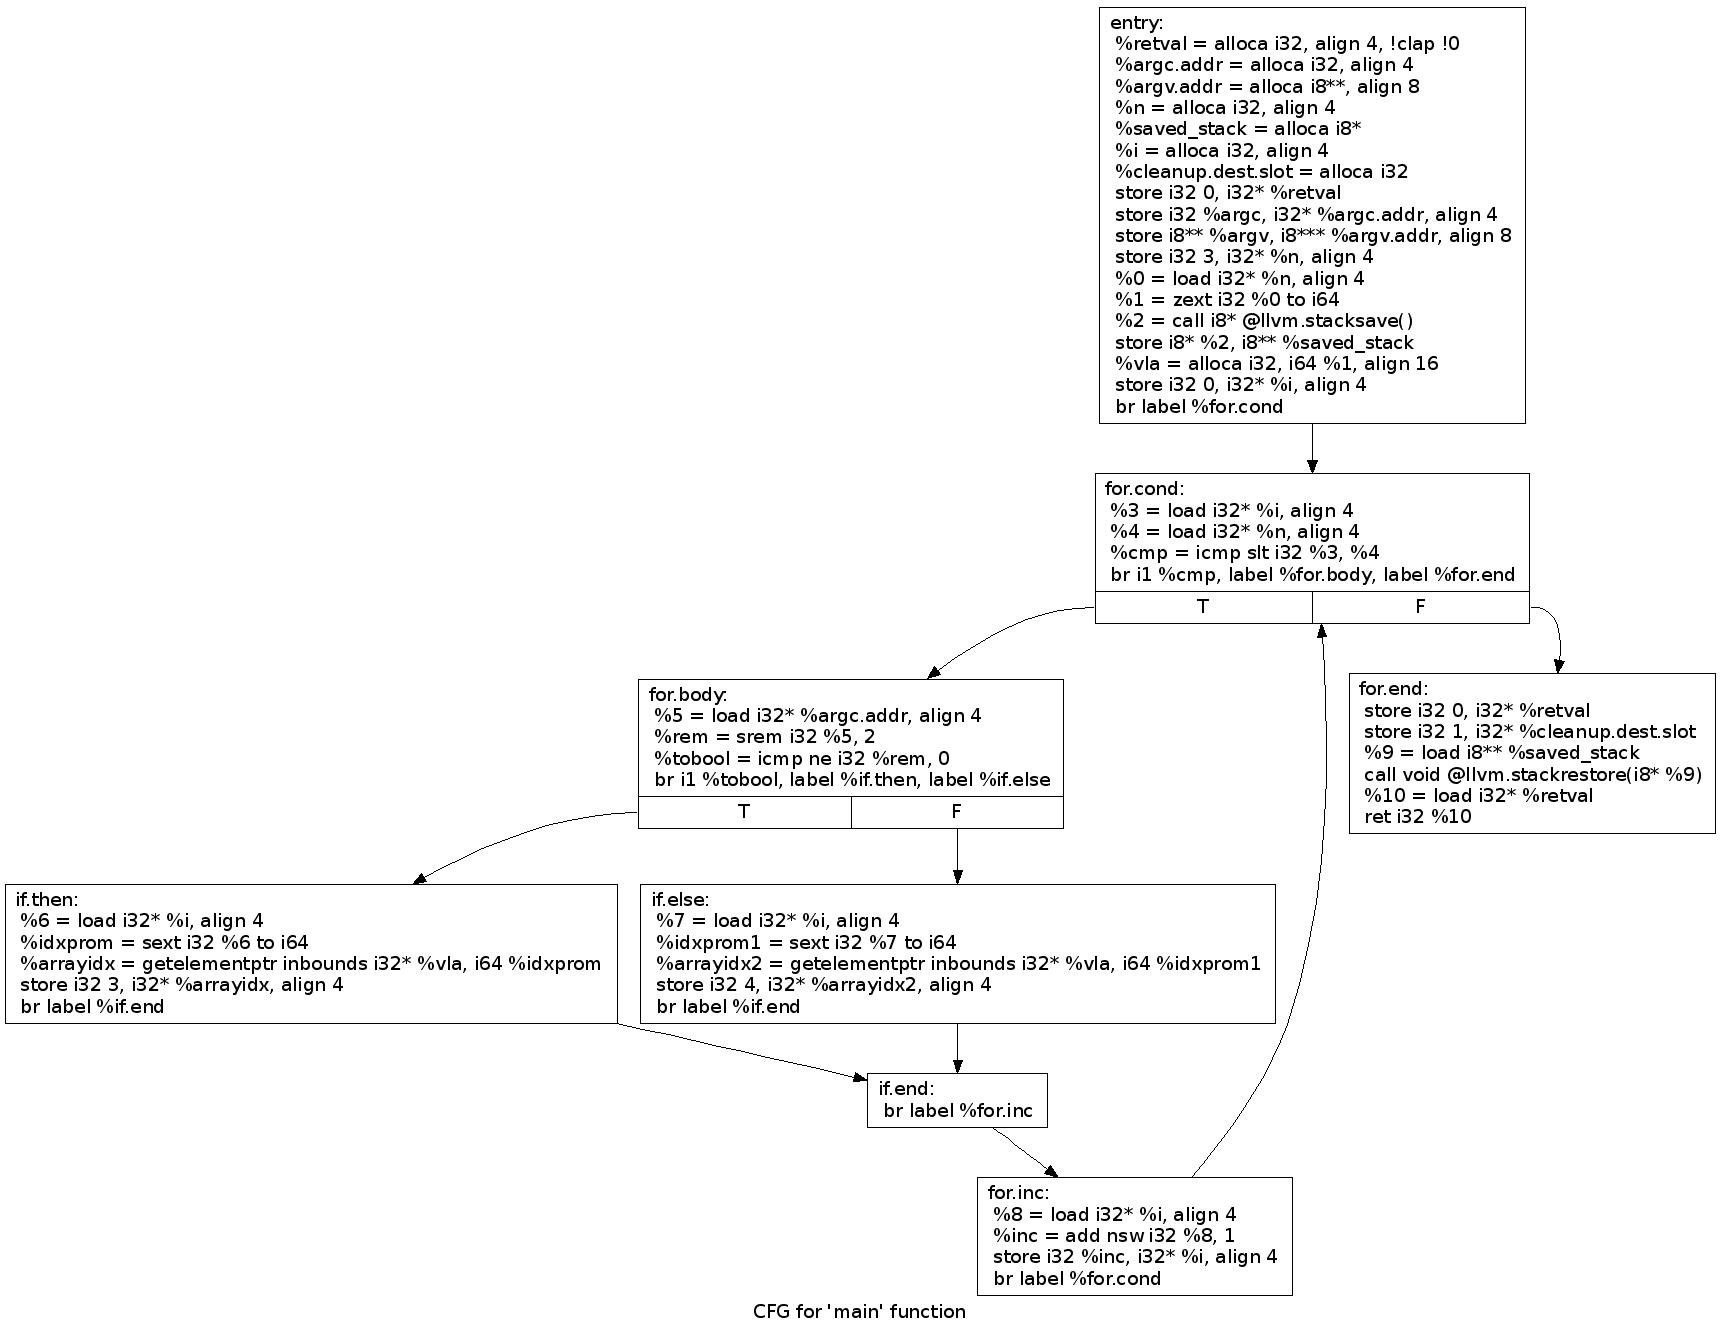 entry:
%retval = alloca i32, align 4, !clap !0
%argc.addr = alloca i32, align 4
%argv.addr = alloca i8**, align 8
%n = alloca i32, align 4
%saved_stack = alloca i8*
%i = alloca i32, align 4
%cleanup.dest.slot = alloca i32
store i32 0, i32* %retval
store i32 %argc, i32* %argc.addr, align 4
store i8** %argv, i8*** %argv.addr, align 8
store i32 3, i32* %n, align 4
%0 = load i32* %n, align 4
%1 = zext i32 %0 to i64
%2 = call i8* @llvm.stacksave()
store i8* %2, i8** %saved_stack
%vla = alloca i32, i64 %1, align 16
store i32 0, i32* %i, align 4
br label %for.cond
for.cond:
%3 = load i32* %i, align 4
%4 = load i32* %n, align 4
%cmp = icmp slt i32 %3, %4
br i1 %cmp, label %for.body, label %for.end
T
F
for.body:
%5 = load i32* %argc.addr, align 4
%rem = srem i32 %5, 2
%tobool = icmp ne i32 %rem, 0
br i1 %tobool, label %if.then, label %if.else
T
F
for.end:
store i32 0, i32* %retval
store i32 1, i32* %cleanup.dest.slot
%9 = load i8** %saved_stack
call void @llvm.stackrestore(i8* %9)
%10 = load i32* %retval
ret i32 %10
if.then:
%6 = load i32* %i, align 4
%idxprom = sext i32 %6 to i64
%arrayidx = getelementptr inbounds i32* %vla, i64 %idxprom
store i32 3, i32* %arrayidx, align 4
br label %if.end
if.else:
%7 = load i32* %i, align 4
%idxprom1 = sext i32 %7 to i64
%arrayidx2 = getelementptr inbounds i32* %vla, i64 %idxprom1
store i32 4, i32* %arrayidx2, align 4
br label %if.end
if.end:
br label %for.inc
for.inc:
%8 = load i32* %i, align 4
%inc = add nsw i32 %8, 1
store i32 %inc, i32* %i, align 4
br label %for.cond
CFG for 'main' function